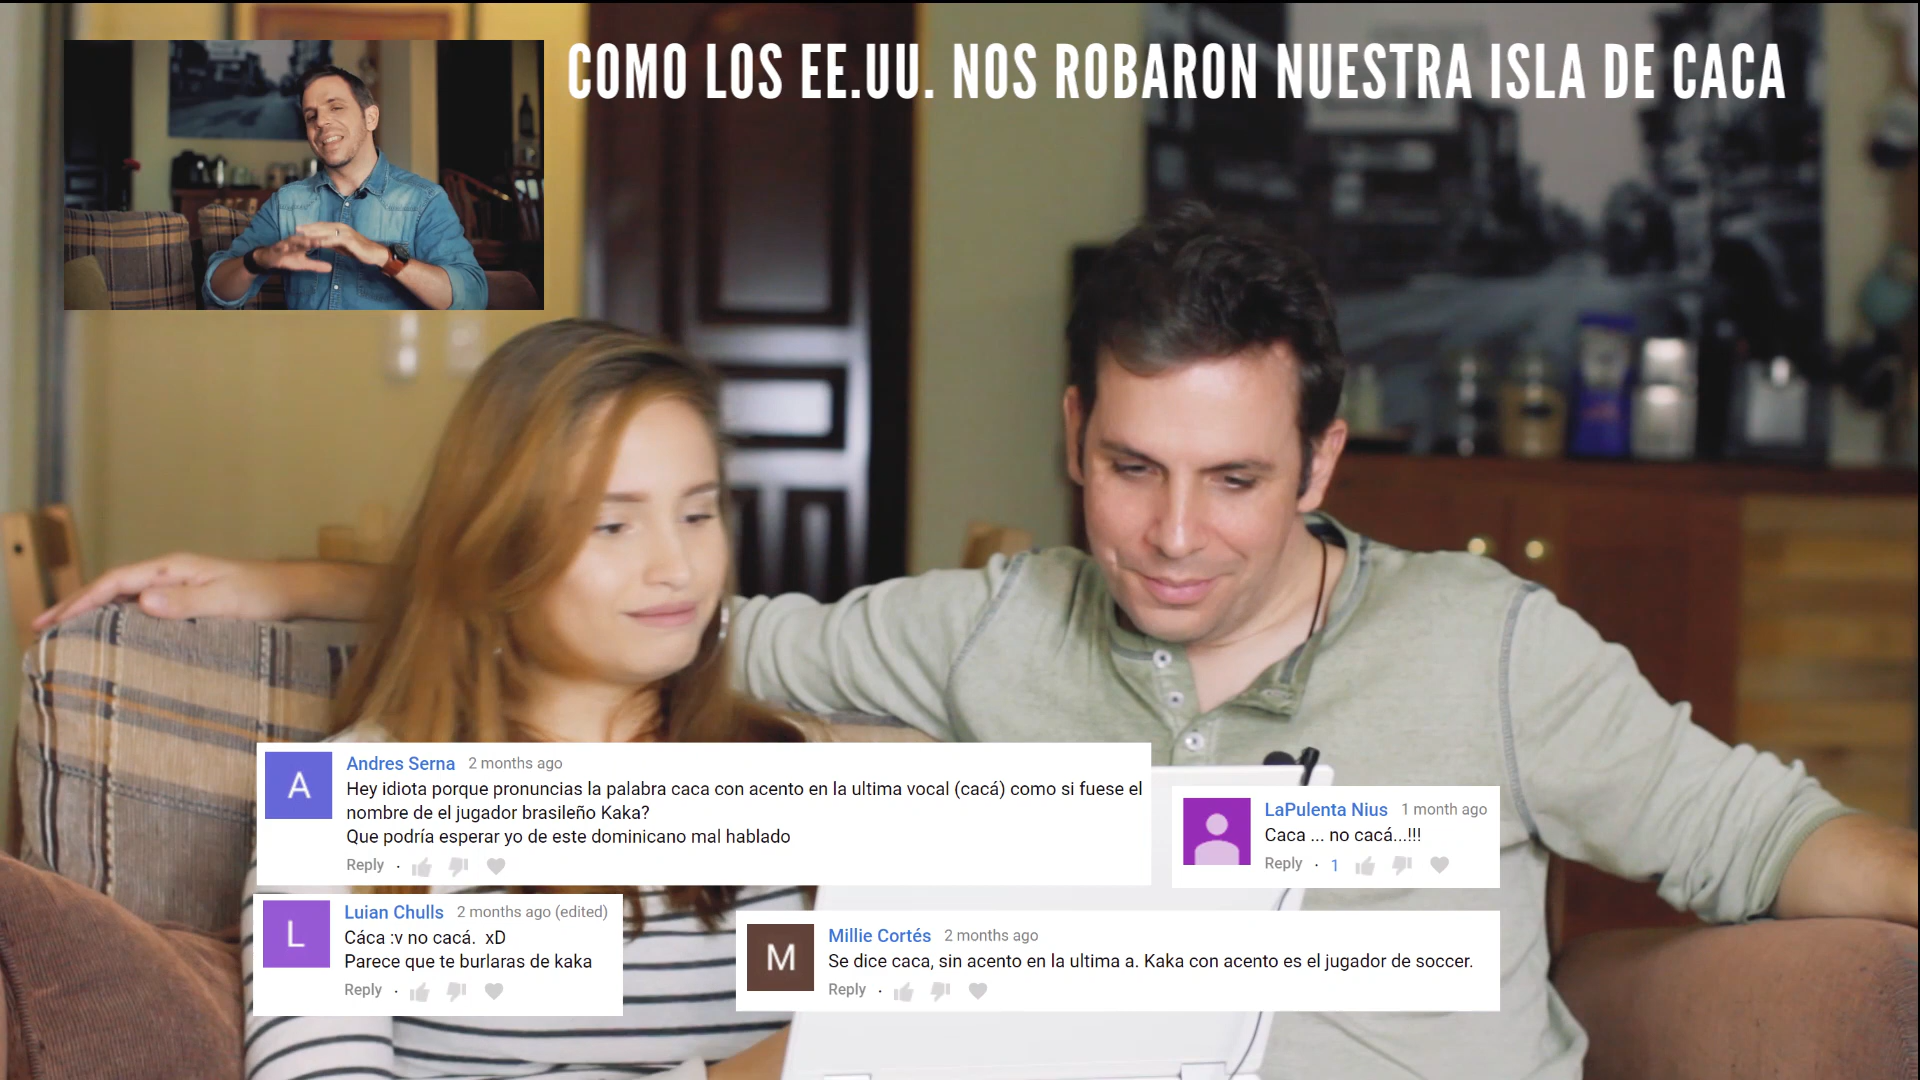 COMO LOS EE.UU. NOS ROBARON NUESTRA ISLA DE CACA
A
Andres Serna 2 months ago
Hey idiota porque pronuncias la palabra caca con acento en la ultima vocal (cacá) como si fuese el
nombre de el jugador brasileño Kaka?
Que podría esperar yo de este dominicano mal hablado
Reply ·
LaPulenta Nius 1 month ago
Caca ... no cacá...!!!
Reply · 1
L
Luian Chulls 2 months ago (edited)
Cáca :v no cacá. xD
Parece que te burlaras de kaka
Reply ·
M
Millie Cortés 2 months ago
Se dice caca, sin acento en la ultima a. Kaka con acento es el jugador de soccer.
Reply ·